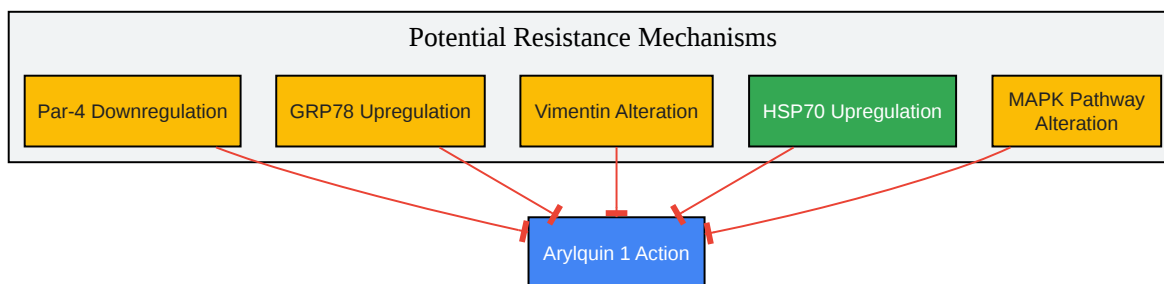 Potential Resistance Mechanisms
Par-4 Downregulation
GRP78 Upregulation
Vimentin Alteration
HSP70 Upregulation
MAPK Pathway
Alteration
Arylquin 1 Action